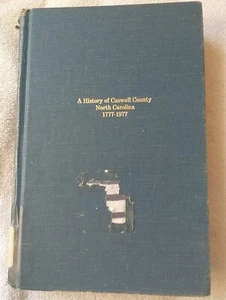 A History of Caswell County
North Carolina
1777-1977